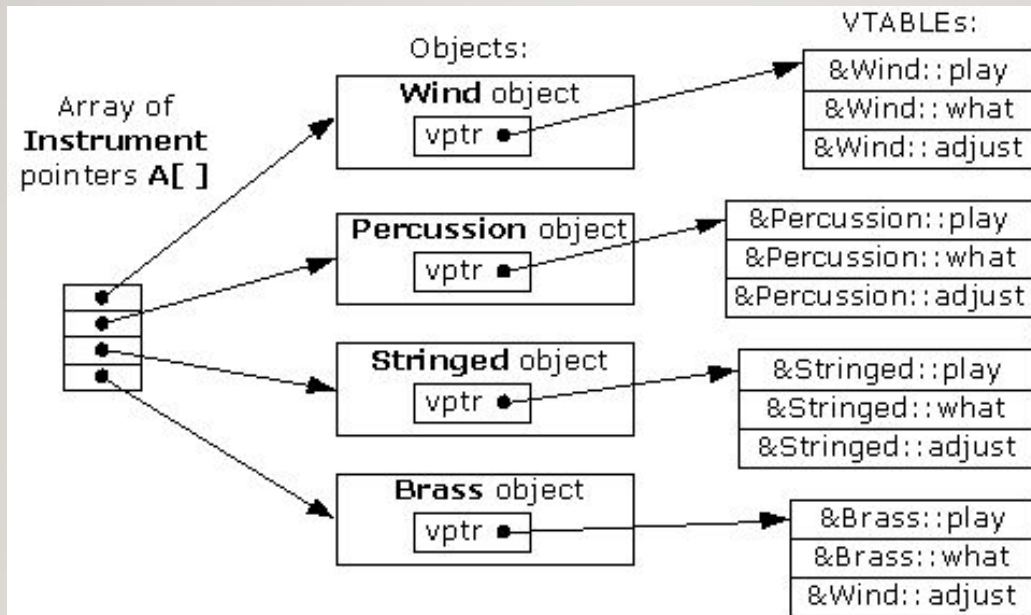 Array of
Instrument
pointers A[ ]
Objects:
Wind object
vptr
Percussion object
vptr
Stringed object
vptr
Brass object
vptr
VTABLEs:
&Wind::play
&Wind::what
&Wind::adjust
&Percussion::play
&Percussion::what
&Percussion::adjust
&Stringed::play
&Stringed::what
&Stringed::adjust
&Brass::play
&Brass::what
&Wind::adjust